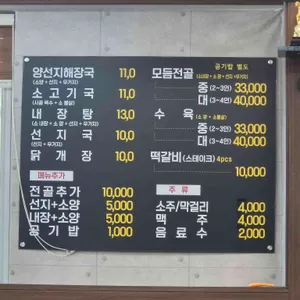 양선지해장국 11,0
(소양 + 선지 + 우거지)
소고기국 11,0
내장탕 13,0
선지국 10,0
(선지 + 우거지)
닭개장 10,0
메뉴추가
전골추가 10,000
선지+소양 5,000
내장+소양 5,000
공기밥 1,000
공기밥 별도
모듬전골
중(2~3인) 33,000
대(3~4인) 40,000
수육
중(2~3인) 33,000
대(3~4인) 40,000
떡갈비(스테이크)4pcs
10,000
주류
소주/막걸리 4,000
맥주 4,000
음료수 2,000